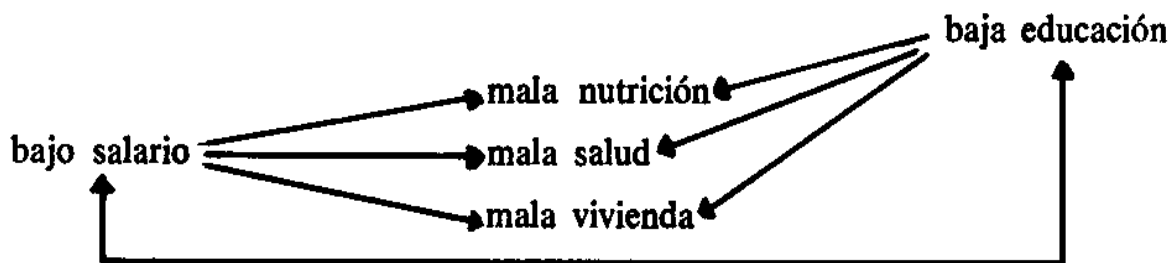 baja educación
mala nutrición
bajo salario
mala salud
mala vivienda